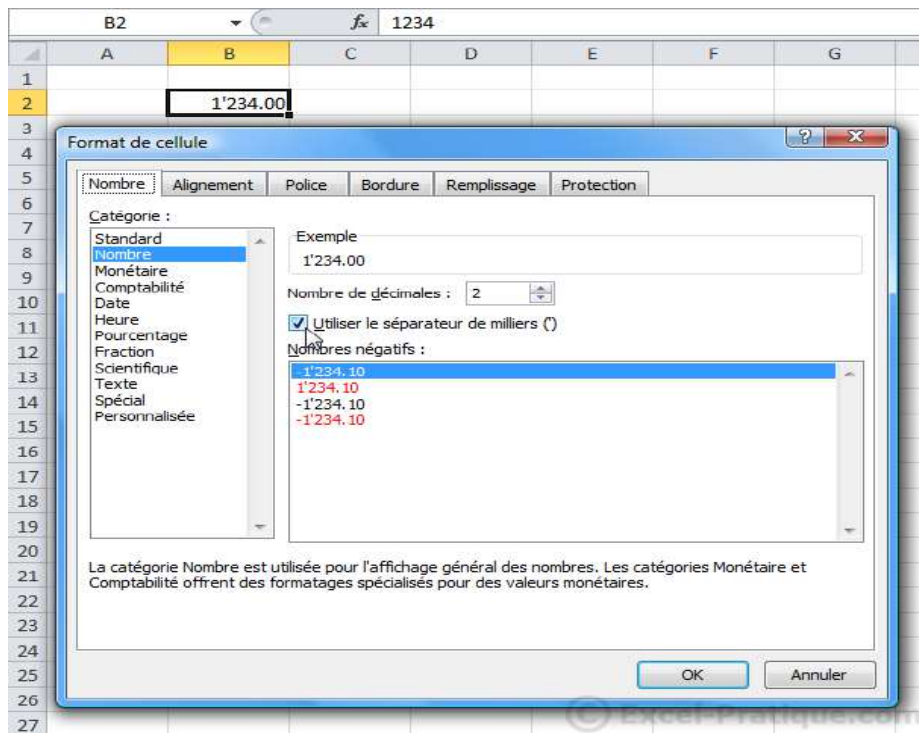 B2 fx 1234
A B C D E F G
1
2 1'234.00
3
Format de cellule
4
5 Nombre Alignement Police Bordure Remplissage Protection
6
Catégorie :
7
Standard Exemple
8
Nombre 1'234.00
9
Monétaire
Comptabilité Nombre de décimales : 2
10
Date
11
Heure Utiliser le séparateur de milliers (')
Pourcentage
12
Fraction Nombres négatifs :
13
Scientifique -1'234.10
Texte 1'234.10
14
Spécial -1'234.10
Personnalisée -1'234.10
15
16
17
18
19
20
La catégorie Nombre est utilisée pour l'affichage général des nombres. Les catégories Monétaire et
21
Comptabilité offrent des formatages spécialisés pour des valeurs monétaires.
22
23
24
25 OK Annuler
26
© Excel-Pratique.com
27